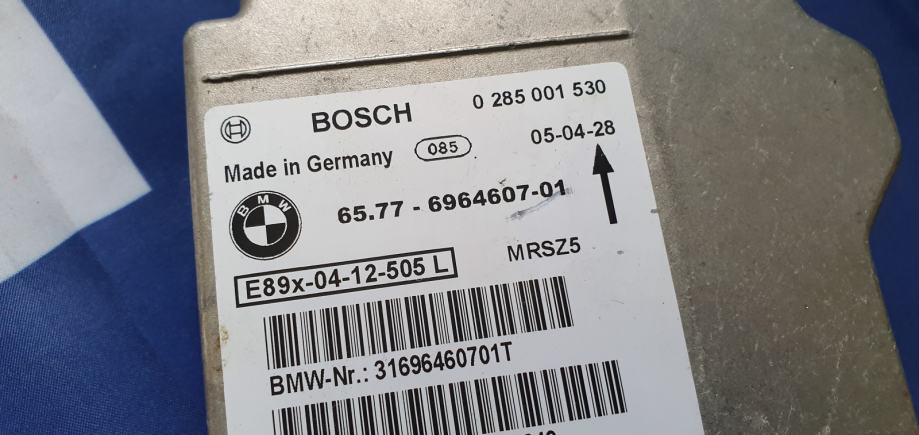 BOSCH 0 285 001 530
Made in Germany 085 05-04-28
BMW 65.77 - 6964607-01
E89x-04-12-505 L MRSZ5
BMW-Nr.: 31696460701T